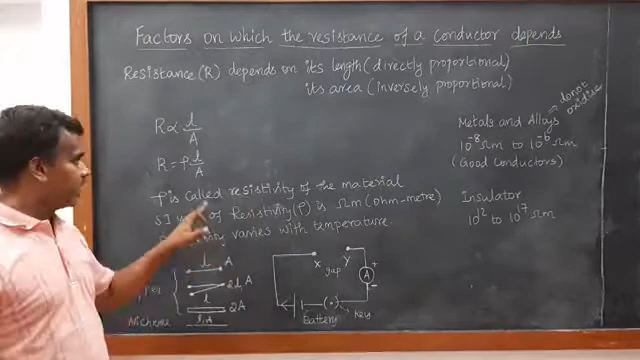 Factors on which the resistance of a conductor depends
Resistance (R) depends on its length (directly proportional)
its area (inversely proportional)
R ∝ l/A
R = ρ l/A
ρ is called resistivity of the material
SI of Resistivity (ρ) is Ωm (ohm-metre)
varies with temperature.
Metals and Alloys ⇒ do not oxidise
10⁻⁸ Ωm to 10⁻⁶ Ωm
(Good conductors)
Insulator
10² to 10¹⁷ Ωm
l A
2l A
l 2A
Nichrome l, A
X gap Y
A + −
Battery Key